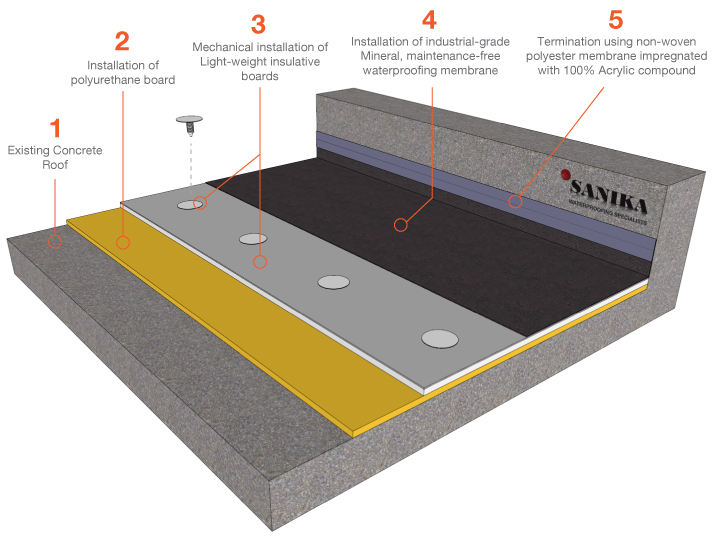 1
Existing Concrete
Roof
2
Installation of
polyurethane board
3
Mechanical installation of
Light-weight insulative
boards
4
Installation of industrial-grade
Mineral, maintenance-free
waterproofing membrane
5
Termination using non-woven
polyester membrane impregnated
with 100% Acrylic compound
SANIKA
WATERPROOFING SPECIALISTS